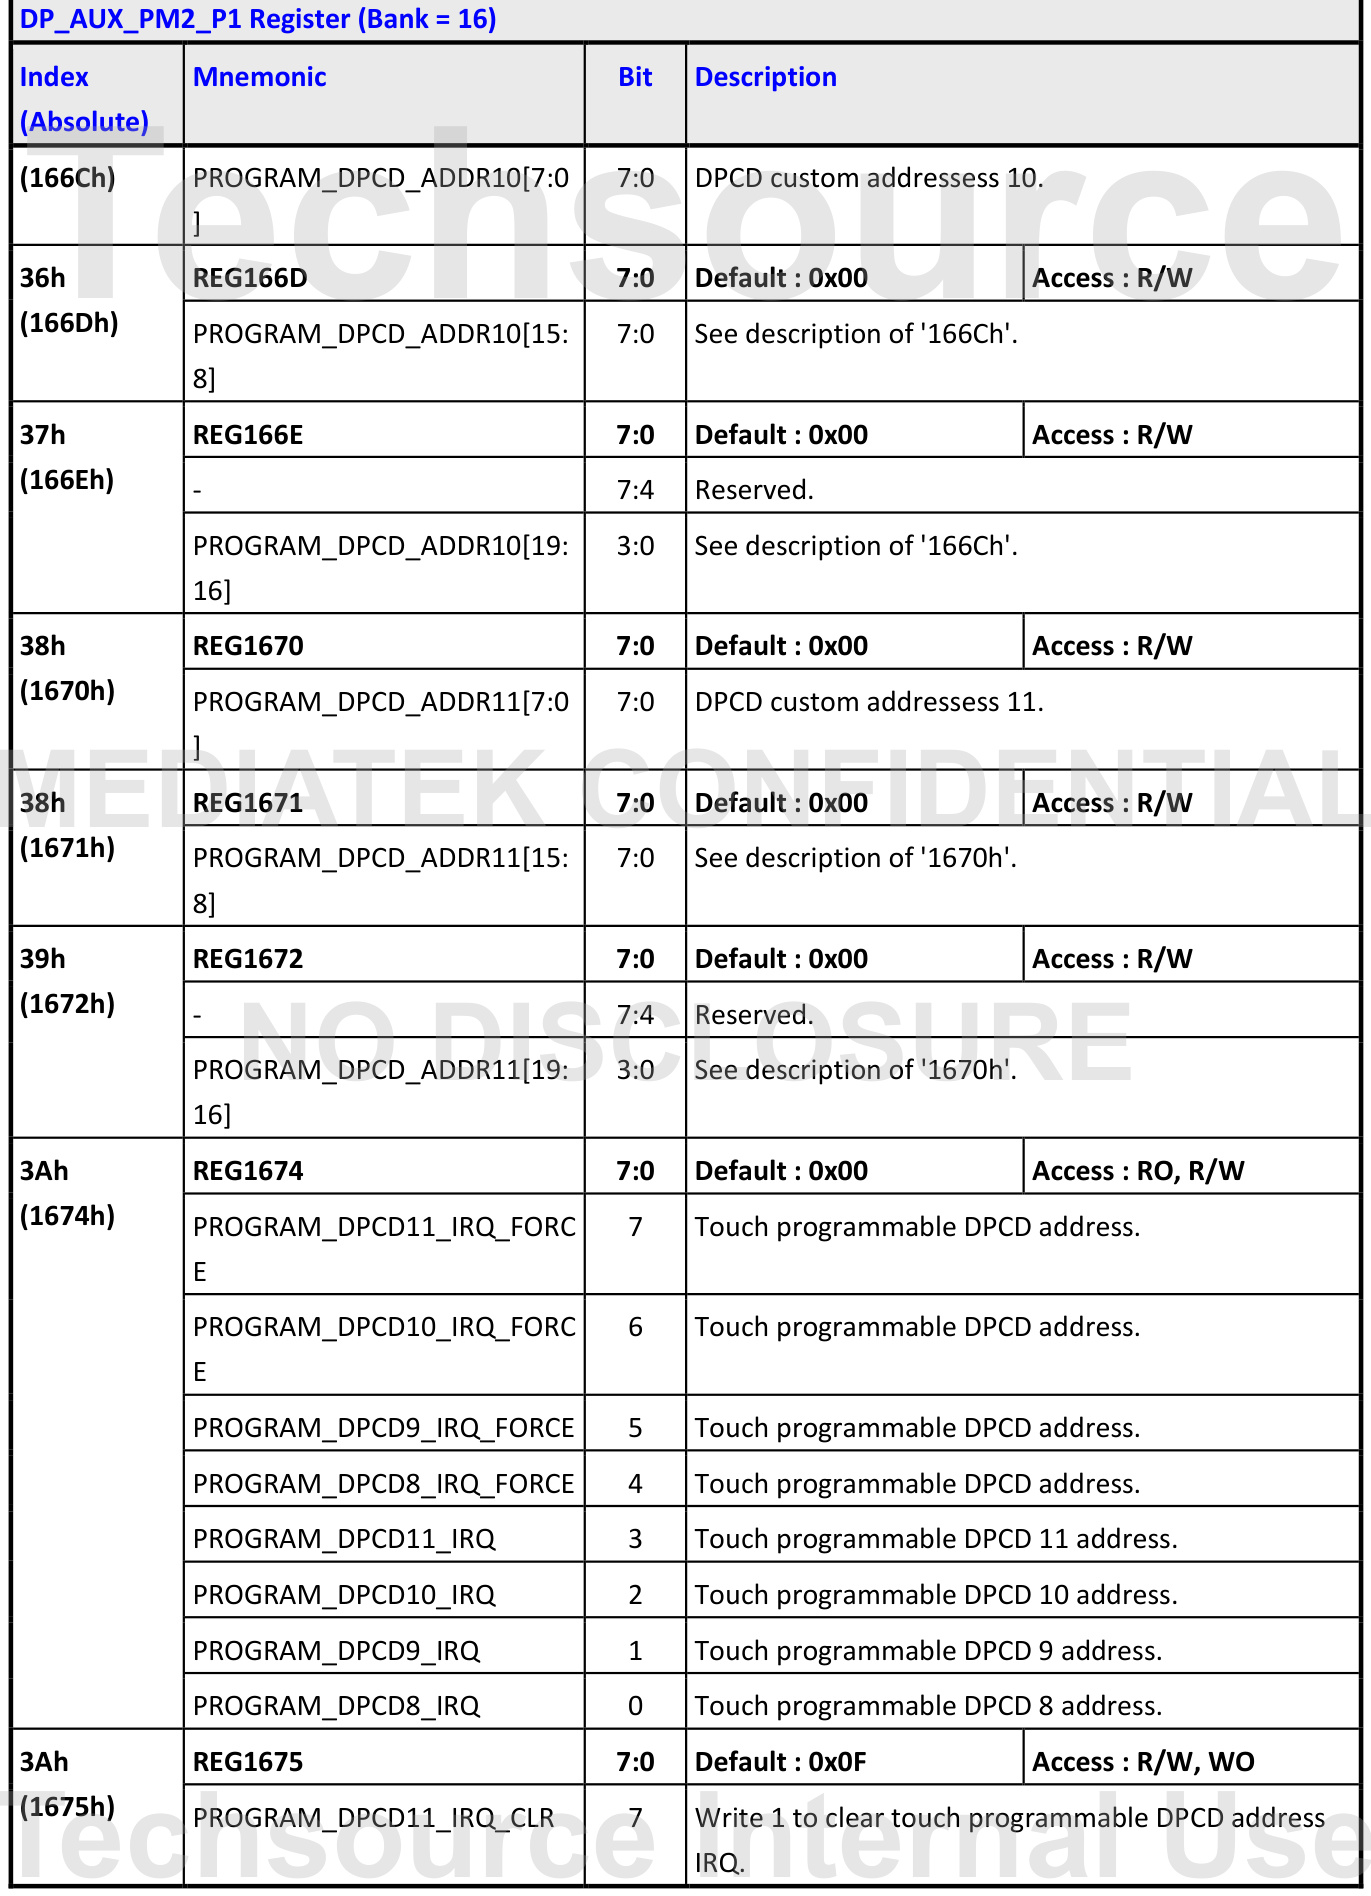 DP_AUX_PM2_P1 Register (Bank = 16)
Index (Absolute) Mnemonic Bit Description
(166Ch) PROGRAM_DPCD_ADDR10[7:0 7:0 DPCD custom addressess 10.
]
36h REG166D 7:0 Default : 0x00 Access : R/W
(166Dh) PROGRAM_DPCD_ADDR10[15: 7:0 See description of '166Ch'.
8]
37h REG166E 7:0 Default : 0x00 Access : R/W
(166Eh) - 7:4 Reserved.
PROGRAM_DPCD_ADDR10[19: 3:0 See description of '166Ch'.
16]
38h REG1670 7:0 Default : 0x00 Access : R/W
(1670h) PROGRAM_DPCD_ADDR11[7:0 7:0 DPCD custom addressess 11.
]
38h REG1671 7:0 Default : 0x00 Access : R/W
(1671h) PROGRAM_DPCD_ADDR11[15: 7:0 See description of '1670h'.
8]
39h REG1672 7:0 Default : 0x00 Access : R/W
(1672h) - 7:4 Reserved.
PROGRAM_DPCD_ADDR11[19: 3:0 See description of '1670h'.
16]
3Ah REG1674 7:0 Default : 0x00 Access : RO, R/W
(1674h) PROGRAM_DPCD11_IRQ_FORC 7 Touch programmable DPCD address.
E
PROGRAM_DPCD10_IRQ_FORC 6 Touch programmable DPCD address.
E
PROGRAM_DPCD9_IRQ_FORCE 5 Touch programmable DPCD address.
PROGRAM_DPCD8_IRQ_FORCE 4 Touch programmable DPCD address.
PROGRAM_DPCD11_IRQ 3 Touch programmable DPCD 11 address.
PROGRAM_DPCD10_IRQ 2 Touch programmable DPCD 10 address.
PROGRAM_DPCD9_IRQ 1 Touch programmable DPCD 9 address.
PROGRAM_DPCD8_IRQ 0 Touch programmable DPCD 8 address.
3Ah REG1675 7:0 Default : 0x0F Access : R/W, WO
(1675h) PROGRAM_DPCD11_IRQ_CLR 7 Write 1 to clear touch programmable DPCD address
IRQ.
Techsource
MEDIATEK CONFIDENTIAL
NO DISCLOSURE
Techsource Internal Use